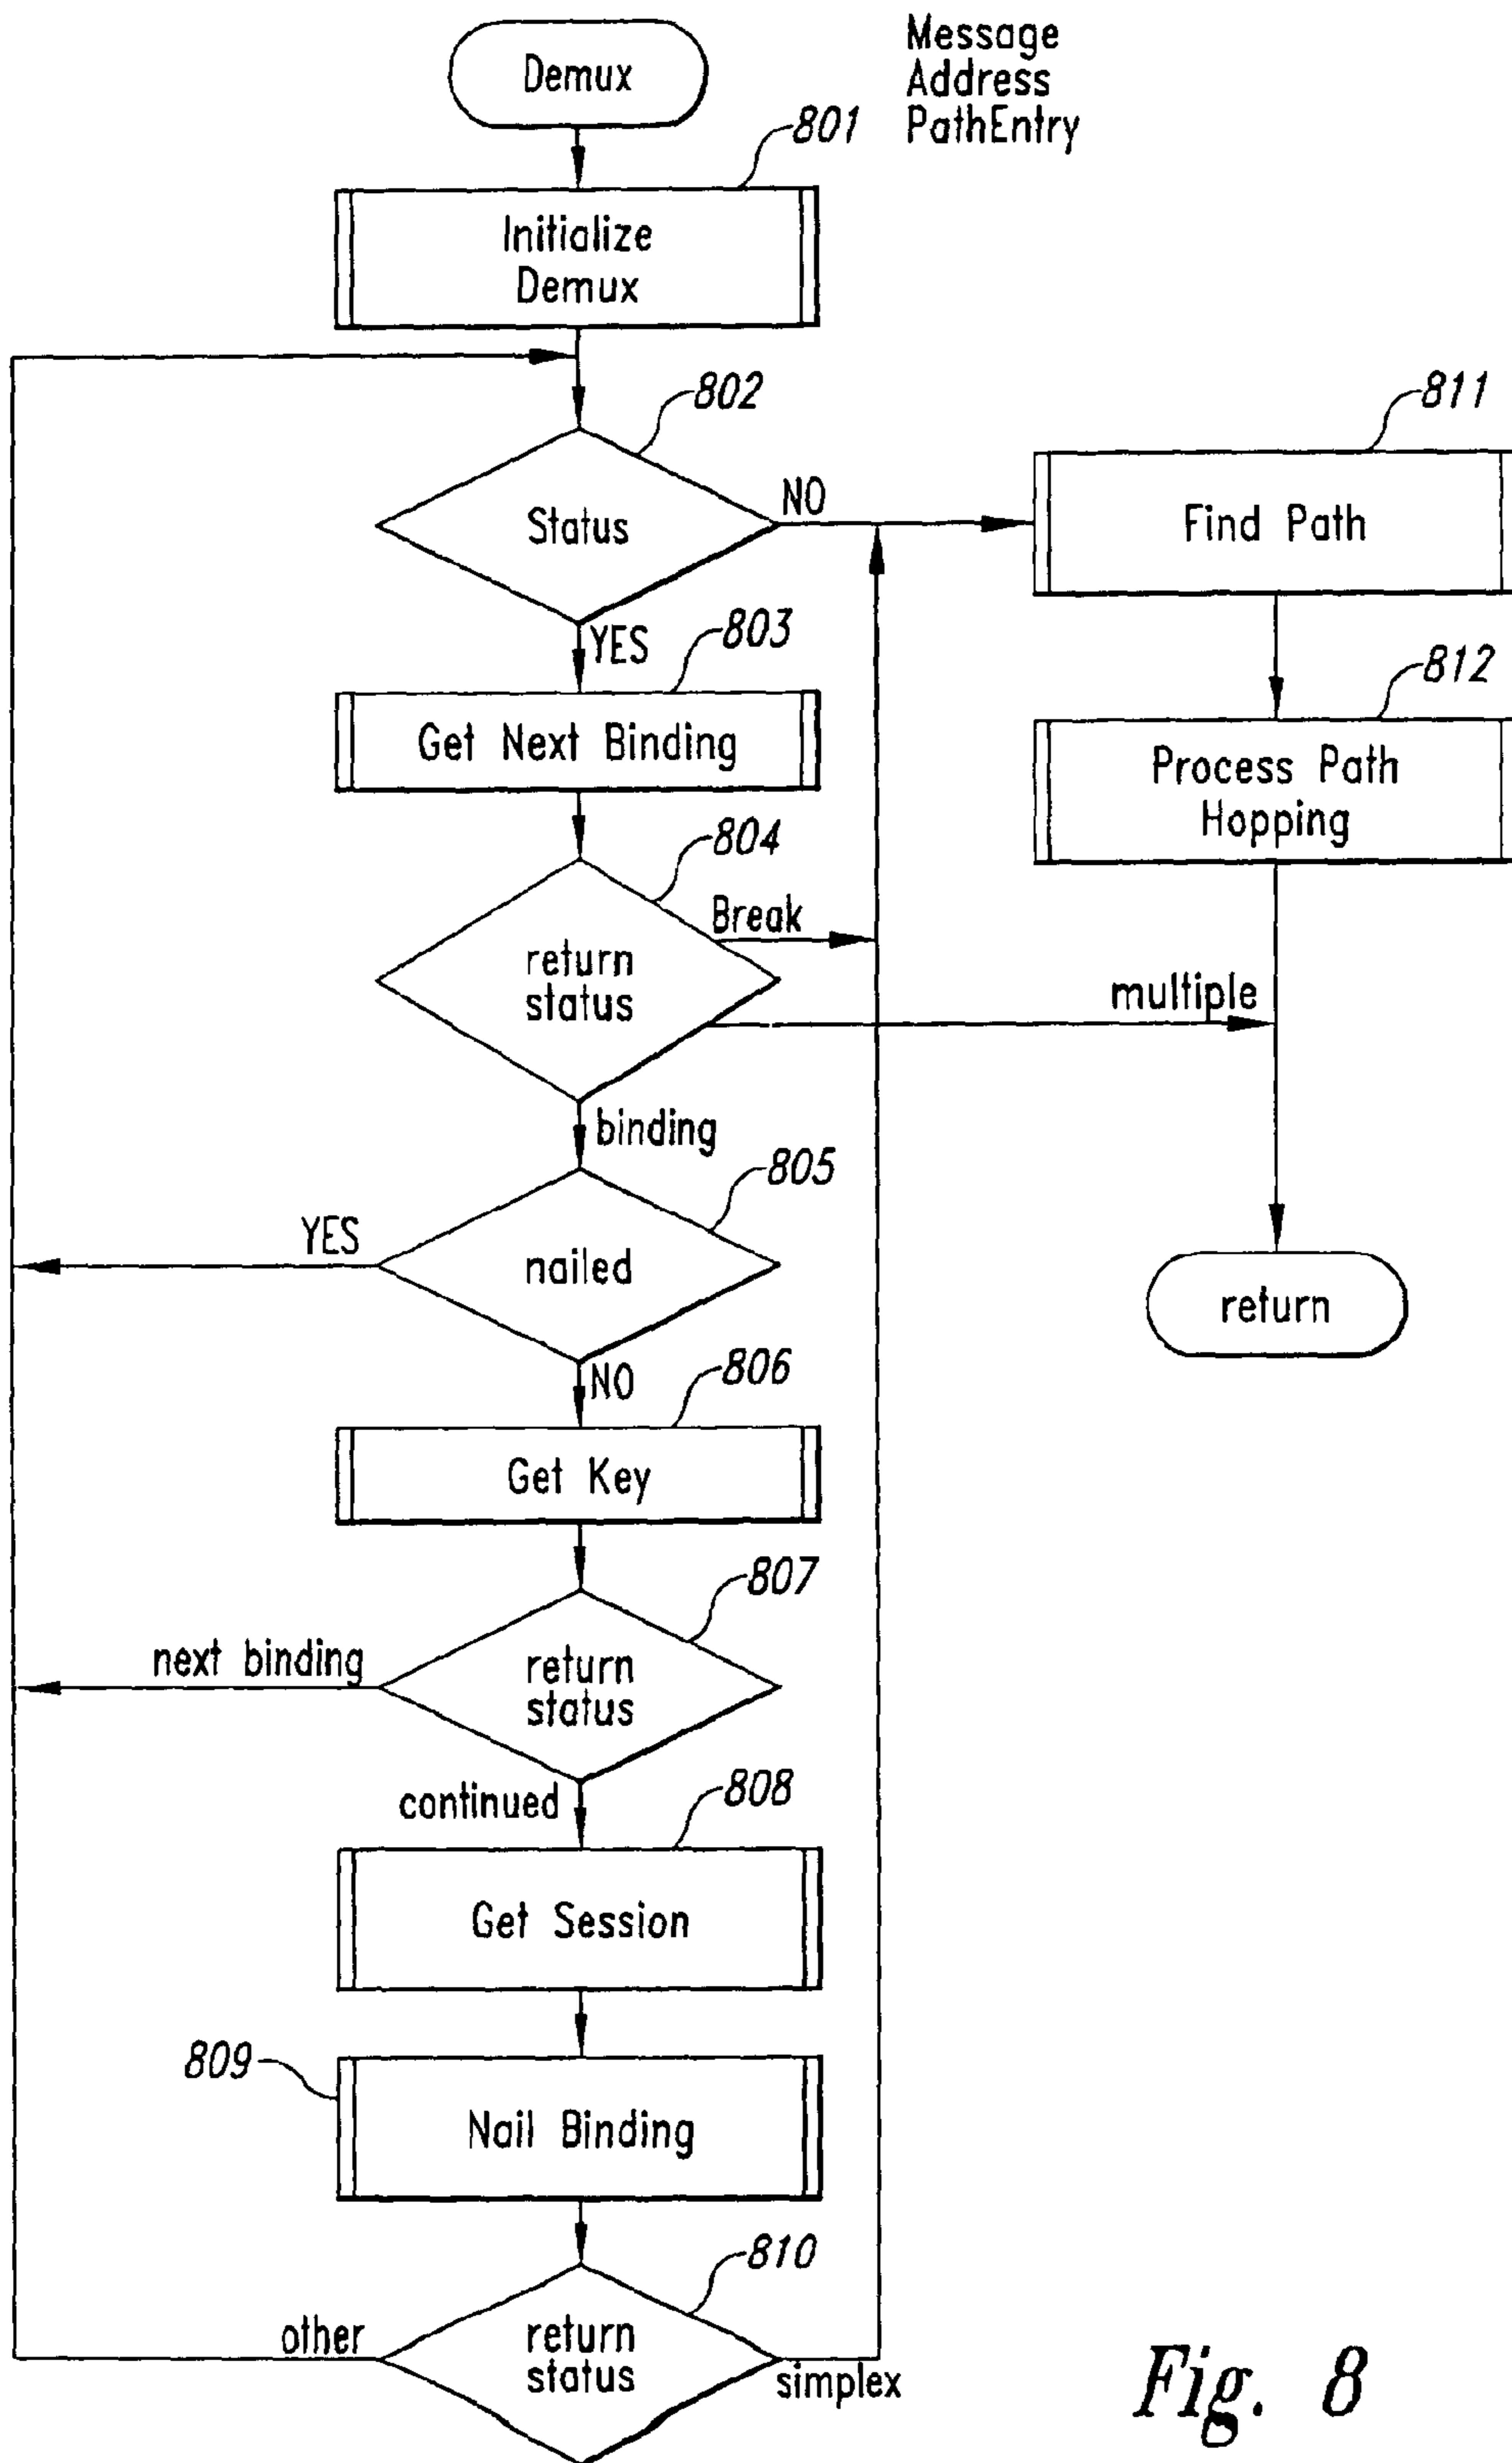 Demux
Message
Address
PathEntry
801
Initialize
Demux
802
Status
NO
YES
811
Find Path
803
Get Next Binding
812
Process Path
Hopping
804
return
status
Break
multiple
binding
805
nailed
YES
NO
return
806
Get Key
807
return
status
next binding
continued
808
Get Session
809
Nail Binding
810
return
status
other
simplex
Fig. 8